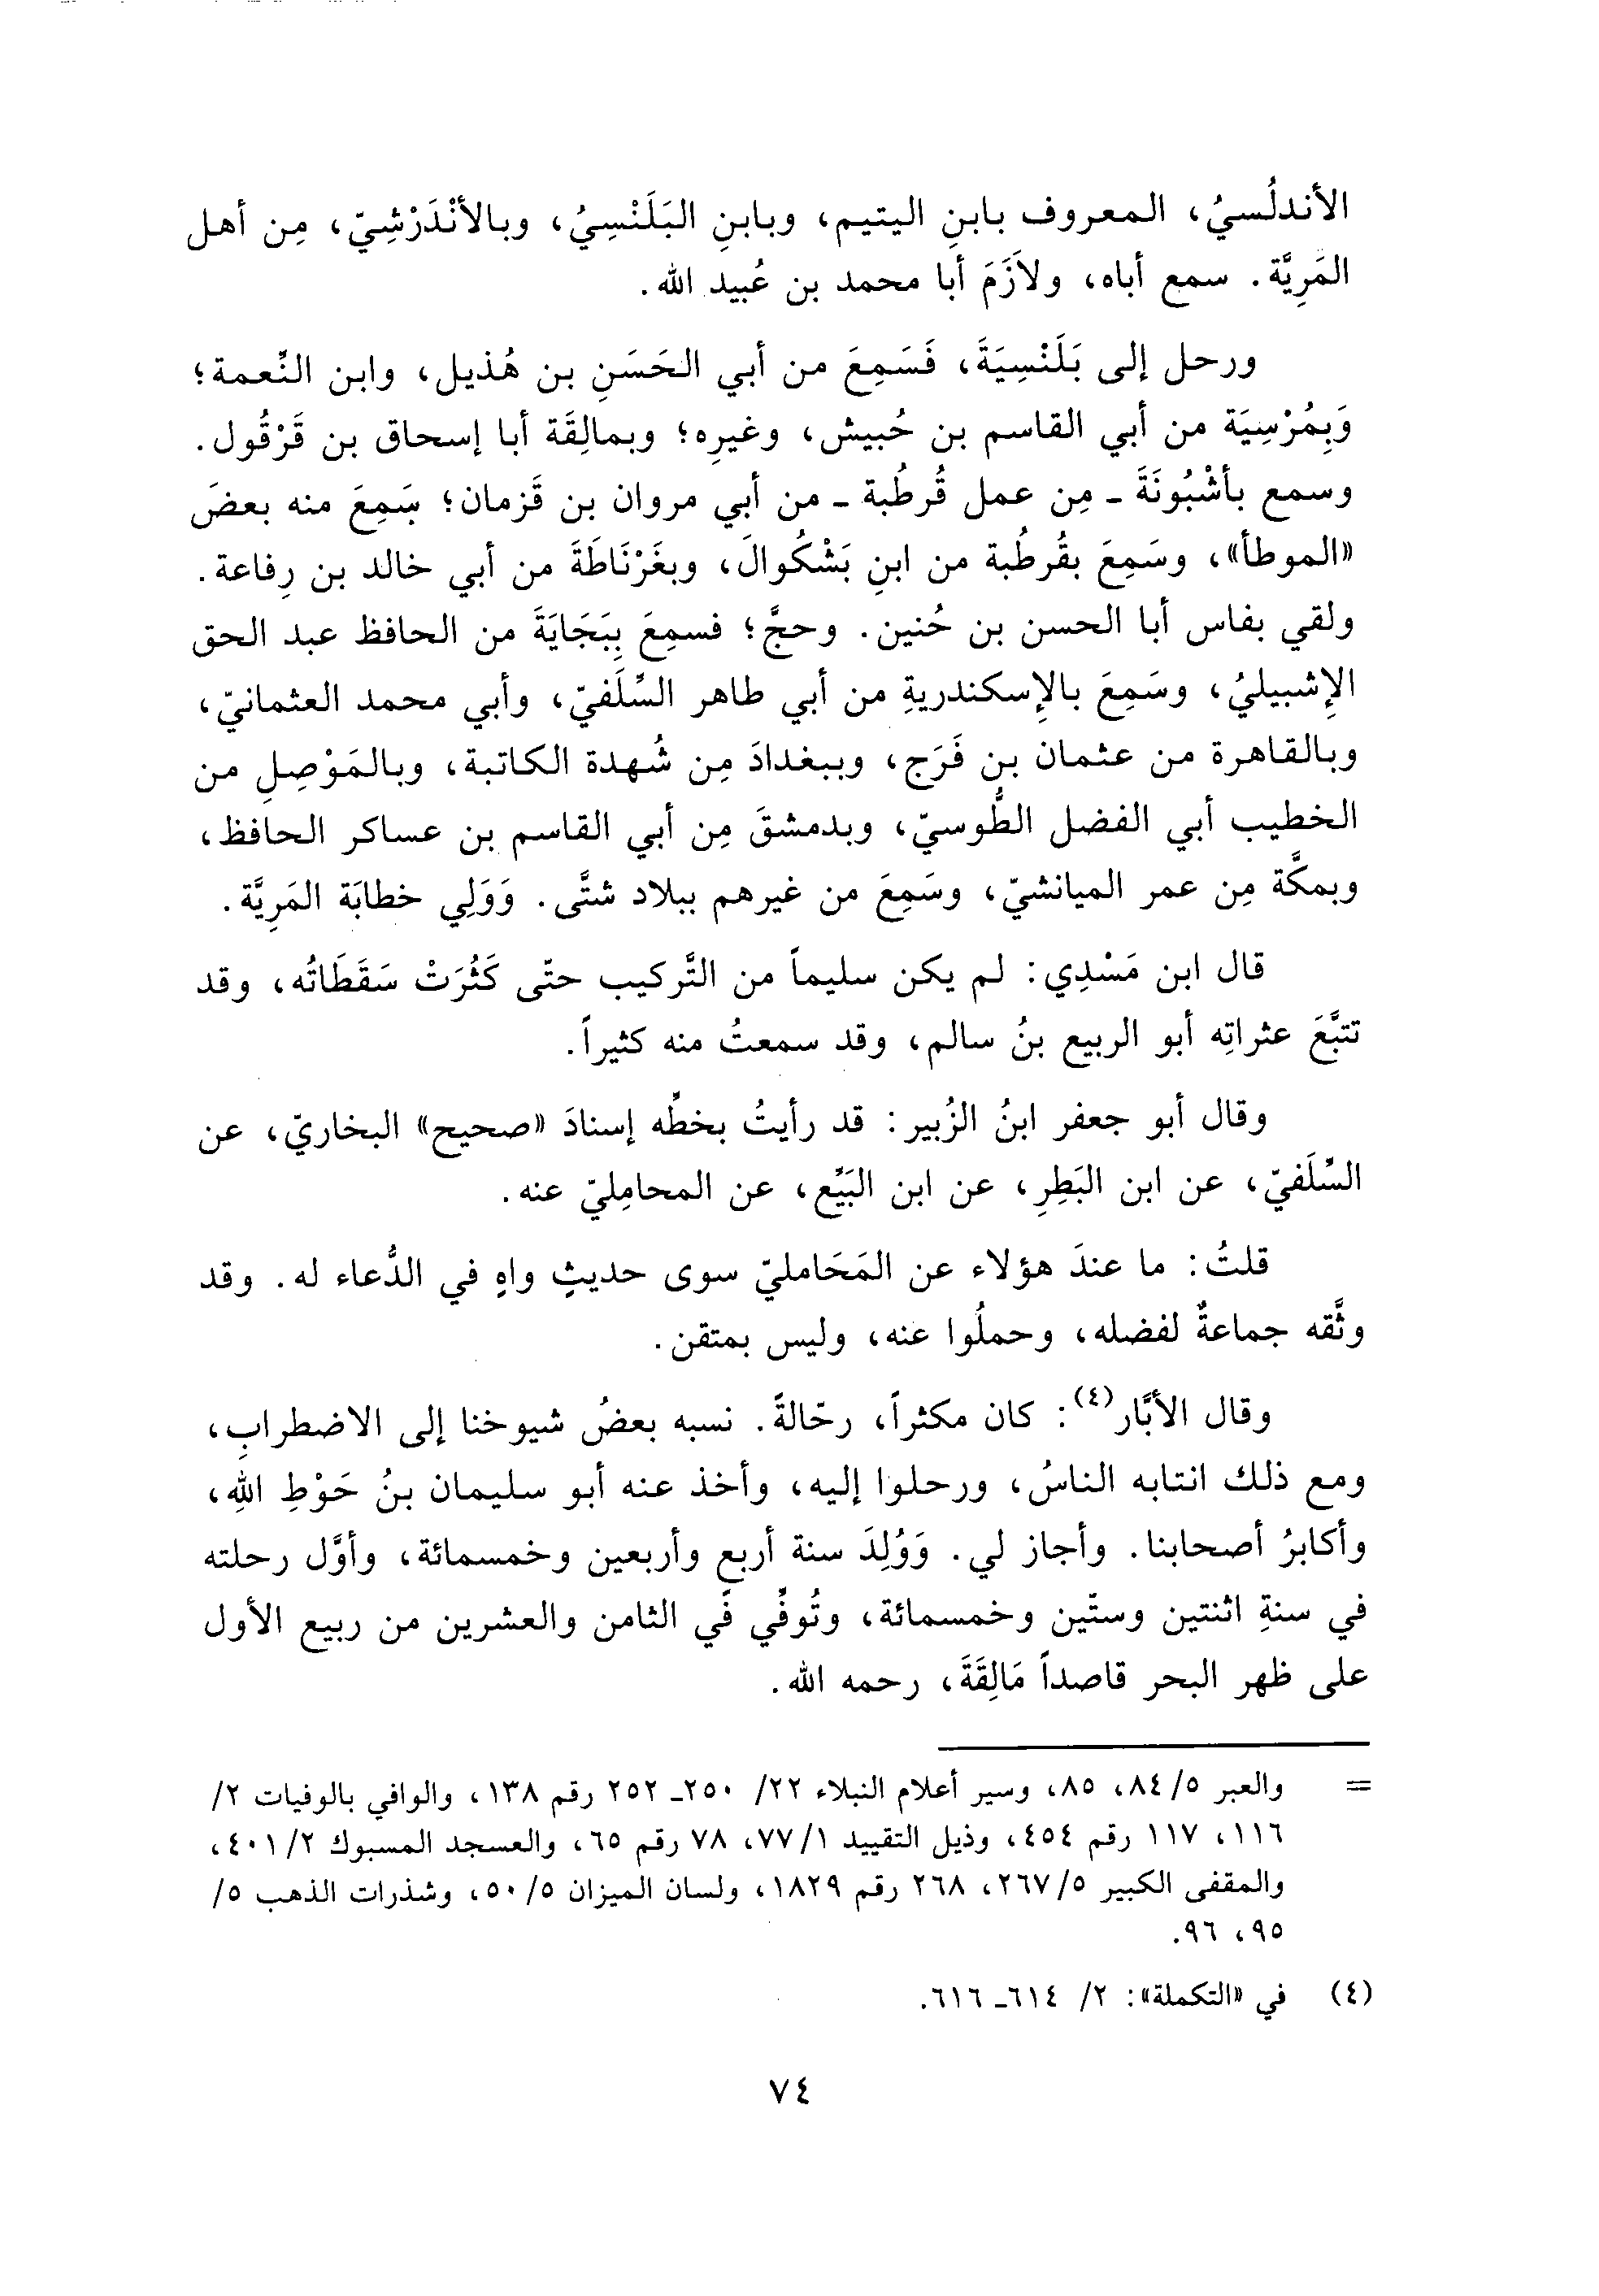 الأندلُسيُ، المعروف بابنِ اليتيم، وبابنِ البَلَنْسِيُ، وبالأنْدَرْشِيّ، مِن أهل
المَرِيَّة. سمع أباه، ولاَزَمَ أبا محمد بن عُبيد الله.
ورحل إلى بَلَنْسِيَةَ، فَسَمِعَ من أبي الحَسَنِ بن هُذيل، وابن النَّعمة؛
وَبِمُرْسِيَة من أبي القاسم بن حُبيش، وغيرِه؛ وبمالِقَة أبا إسحاق بن قَرْقُول.
وسمع بأشْبُونَةَ ـ مِن عمل قُرطُبة ـ من أبي مروان بن قَزمان؛ سَمِعَ منه بعضَ
«الموطأ»، وسَمِعَ بقُرطُبة من ابنِ بَشْكُوالَ، وبغَرْنَاطَةَ من أبي خالد بن رِفاعة.
ولقي بفاس أبا الحسن بن حُنين. وحجَّ؛ فسمِعَ بِبَجَايَةَ من الحافظ عبد الحق
الإِشبيليُ، وسَمِعَ بالإِسكندريةِ من أبي طاهر السِّلَفيّ، وأبي محمد العثمانيّ،
وبالقاهرة من عثمان بنِ فَرَج، وببغدادَ مِن شُهدة الكاتبة، وبالمَوْصِلِ من
الخطيب أبي الفضل الطُّوسيّ، وبدمشقَ مِن أبي القاسم بن عساكر الحافظ،
وبمكَّة مِن عمر الميانشيّ، وسَمِعَ من غيرهم ببلاد شتَّى. وَوَلِي خطابَة المَرِيَّة.
قال ابن مَسْدِي: لم يكن سليماً من التَّركيب حتّى كَثُرَتْ سَقَطَاتُه، وقد
تتبَّعَ عثراتِه أبو الربيع بنُ سالم، وقد سمعتُ منه كثيراً.
وقال أبو جعفر ابنُ الزُبير: قد رأيتُ بخطِّه إسنادَ «صحيح» البخاريّ، عن
السِّلَفيّ، عن ابن البَطِرِ، عن ابن البَيِّع، عن المحامِليّ عنه.
قلتُ: ما عندَ هؤلاء عن المَحَامليّ سوى حديثٍ واهٍ في الدُّعاء له. وقد
وثَّقه جماعةٌ لفضله، وحملُوا عنه، وليس بمتقن.
وقال الأبَّار(٤): كان مكثراً، رحّالةً. نسبه بعضُ شيوخنا إلى الاضطرابِ،
ومع ذلك انتابه الناسُ، ورحلوا إليه، وأخذ عنه أبو سليمان بنُ حَوْطِ اللهِ،
وأكابرُ أصحابنا. وأجاز لي. وَوُلِدَ سنة أربع وأربعين وخمسمائة، وأوَّل رحلته
في سنةِ اثنتين وستّين وخمسمائة، وتُوفِّي في الثامن والعشرين من ربيع الأول
على ظهر البحر قاصداً مَالِقَةَ، رحمه الله.
= والعبر ٥/ ٨٤، ٨٥، وسير أعلام النبلاء ٢٢/ ٢٥٠ـ ٢٥٢ رقم ١٣٨، والوافي بالوفيات ٢/
١١٦، ١١٧ رقم ٤٥٤، وذيل التقييد ١/ ٧٧، ٧٨ رقم ٦٥، والعسجد المسبوك ٢/ ٤٠١،
والمقفى الكبير ٥/ ٢٦٧، ٢٦٨ رقم ١٨٢٩، ولسان الميزان ٥/ ٥٠، وشذرات الذهب ٥/
٩٥، ٩٦.
(٤) في «التكملة»: ٢/ ٦١٤ـ ٦١٦.
٧٤